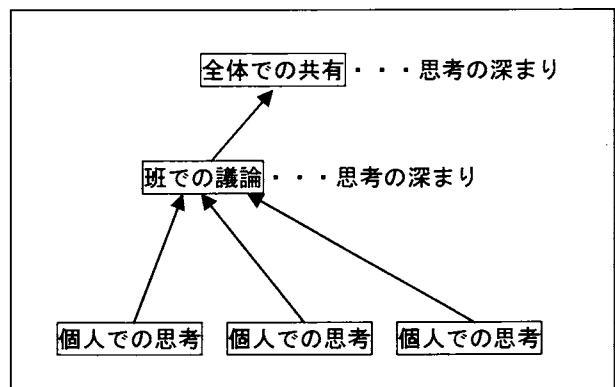 全体での共有・・・思考の深まり
班での議論・・・思考の深まり
個人での思考 個人での思考 個人での思考